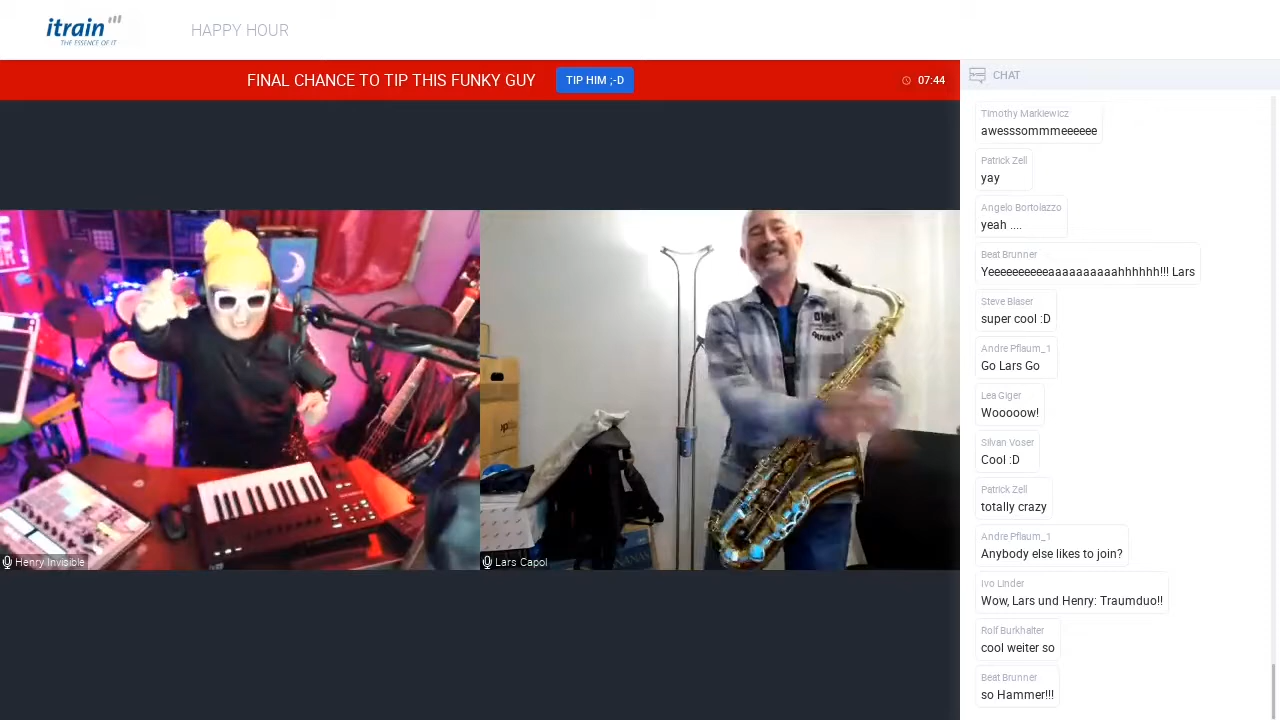 itrain
THE ESSENCE OF IT
HAPPY HOUR
FINAL CHANCE TO TIP THIS FUNKY GUY
TIP HIM ;-D
07:44
Henry Invisible
Lars Capol
CHAT
Timothy Markiewicz
awesssommmeeeeee
Patrick Zell
yay
Angelo Bortolazzo
yeah ....
Beat Brunner
Yeeeeeeeeeeaaaaaaaaaahhhhhh!!! Lars
Steve Blaser
super cool :D
Andre Pflaum_1
Go Lars Go
Lea Giger
Wooooow!
Silvan Voser
Cool :D
Patrick Zell
totally crazy
Andre Pflaum_1
Anybody else likes to join?
Ivo Linder
Wow, Lars und Henry: Traumduo!!
Rolf Burkhalter
cool weiter so
Beat Brunner
so Hammer!!!